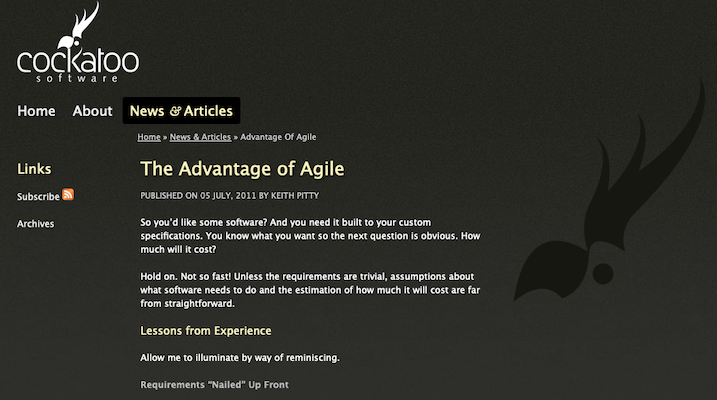 cockatoo
software
Home About News & Articles
Home » News & Articles » Advantage Of Agile
Links
Subscribe
Archives
The Advantage of Agile
PUBLISHED ON 05 JULY, 2011 BY KEITH PITTY
So you'd like some software? And you need it built to your custom
specifications. You know what you want so the next question is obvious. How
much will it cost?
Hold on. Not so fast! Unless the requirements are trivial, assumptions about
what software needs to do and the estimation of how much it will cost are far
from straightforward.
Lessons from Experience
Allow me to illuminate by way of reminiscing.
Requirements "Nailed" Up Front